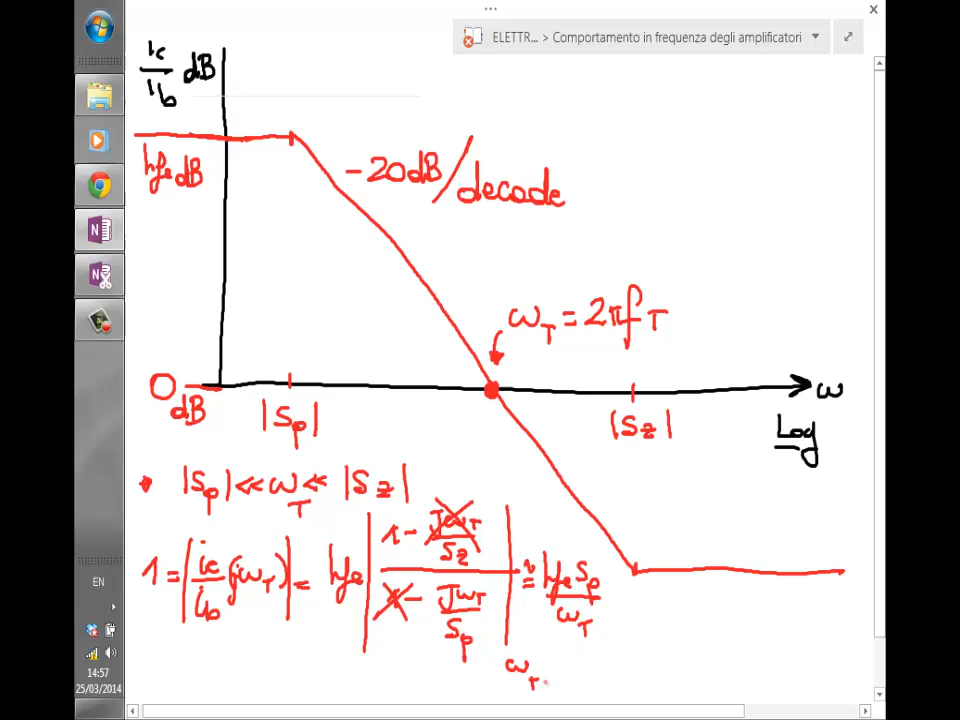 ELETTR... > Comportamento in frequenza degli amplificatori
ic/ib dB
hfe dB
-20dB/decade
ωT = 2πfT
0 dB
|Sp|
|Sz|
ω
Log
|Sp| << ωT << |Sz|
1 = |ic/ib (jωT)| = hfe |(1 - JωT/Sz)/(1 - JωT/Sp)| ≃ hfe Sp/ωT
ωT
EN
14:57
25/03/2014